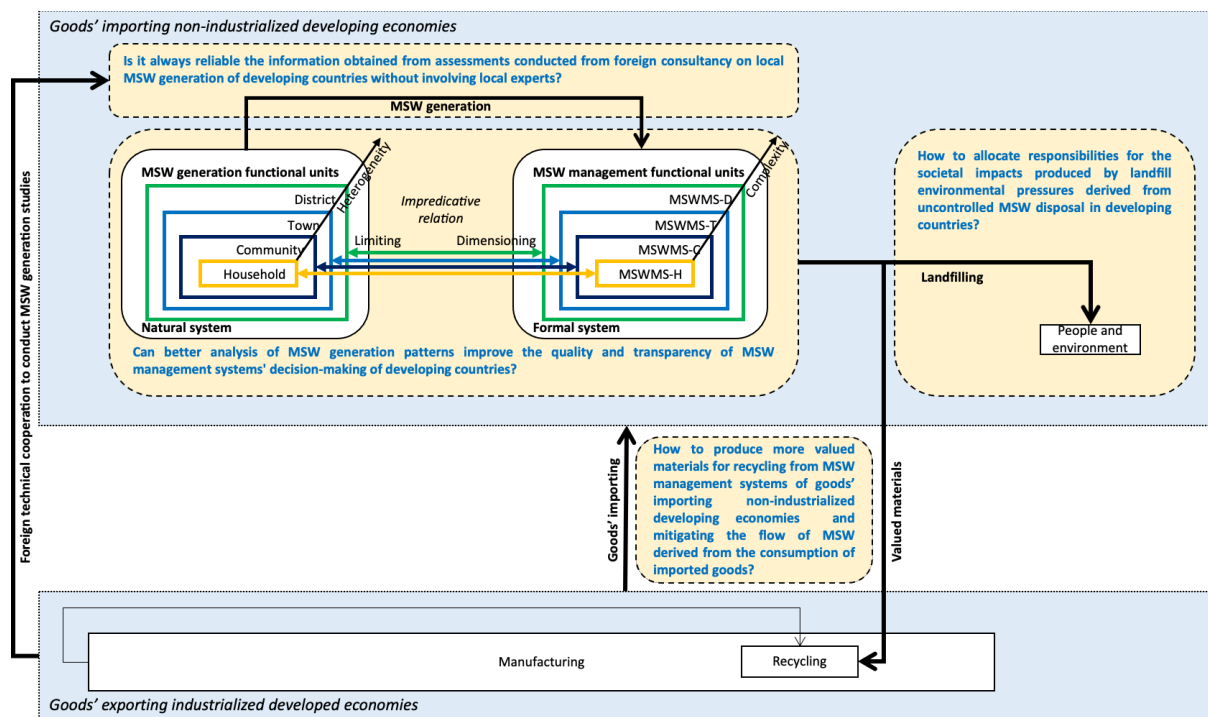 Goods' importing non-industrialized developing economies
Is it always reliable the information obtained from assessments conducted from foreign consultancy on local
MSW generation of developing countries without involving local experts?
MSW generation
MSW generation functional units
District
Town
Community
Household
Heterogeneity
Natural system
Impredicative
relation
Limiting
Dimensioning
MSW management functional units
MSWMS-D
MSWMS-T
MSWMS-C
MSWMS-H
Complexity
Formal system
Can better analysis of MSW generation patterns improve the quality and transparency of MSW
management systems' decision-making of developing countries?
How to allocate responsibilities for the
societal impacts produced by landfill
environmental pressures derived from
uncontrolled MSW disposal in developing
countries?
Landfilling
People and
environment
Foreign technical cooperation to conduct MSW generation studies
Goods' importing
How to produce more valued
materials for recycling from MSW
management systems of goods'
importing non-industrialized
developing economies and
mitigating the flow of MSW
derived from the consumption of
imported goods?
Valued materials
Manufacturing
Recycling
Goods' exporting industrialized developed economies